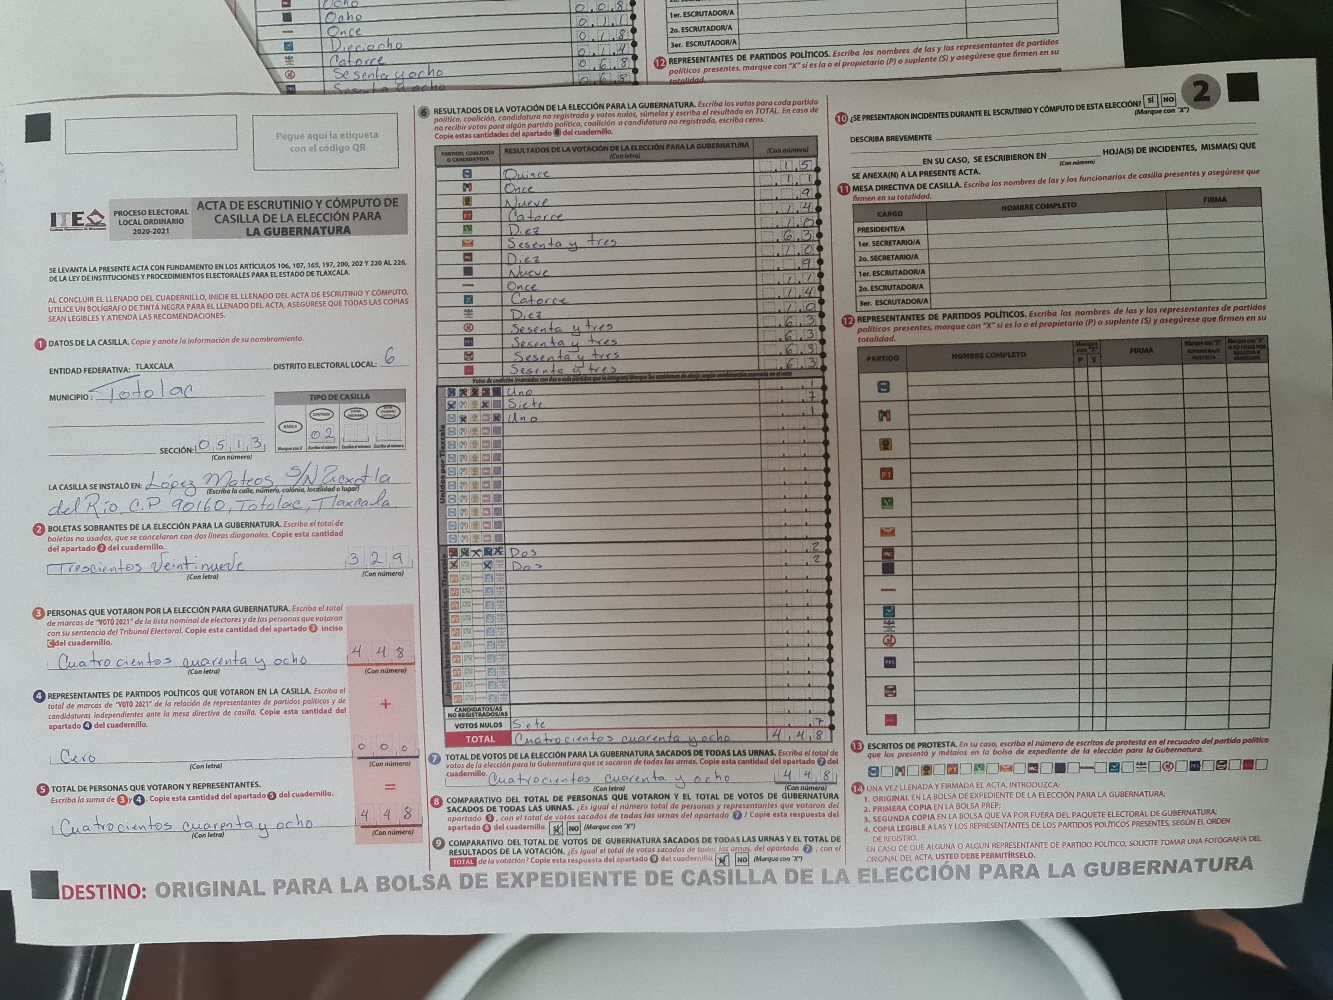 Ocho 0 0 8
Ocho 0 1 1
Once 0 1 8
Dieciocho 0 1 4
Catorce 0 6 8
Sesenta y ocho 0 6 8
1er. ESCRUTADOR/A
2o. ESCRUTADOR/A
3er. ESCRUTADOR/A
12 REPRESENTANTES DE PARTIDOS POLÍTICOS. Escriba los nombres de las y los representantes de partidos
políticos presentes, marque con "X" si es la o el propietario (P) o suplente (S) y asegúrese que firmen en su
totalidad.
2
Pegue aquí la etiqueta
con el código QR
ITE
PROCESO ELECTORAL
LOCAL ORDINARIO
2020-2021
ACTA DE ESCRUTINIO Y CÓMPUTO DE
CASILLA DE LA ELECCIÓN PARA
LA GUBERNATURA
SE LEVANTA LA PRESENTE ACTA CON FUNDAMENTO EN LOS ARTÍCULOS 106, 107, 165, 197, 200, 202 Y 220 AL 226,
DE LA LEY DE INSTITUCIONES Y PROCEDIMIENTOS ELECTORALES PARA EL ESTADO DE TLAXCALA.
AL CONCLUIR EL LLENADO DEL CUADERNILLO, INICIE EL LLENADO DEL ACTA DE ESCRUTINIO Y CÓMPUTO,
UTILICE UN BOLÍGRAFO DE TINTA NEGRA PARA EL LLENADO DEL ACTA, ASEGÚRESE QUE TODAS LAS COPIAS
SEAN LEGIBLES Y ATIENDA LAS RECOMENDACIONES.
1 DATOS DE LA CASILLA. Copie y anote la información de su nombramiento.
ENTIDAD FEDERATIVA: TLAXCALA DISTRITO ELECTORAL LOCAL: 6
MUNICIPIO: Totolac
TIPO DE CASILLA
BÁSICA CONTIGUA
02
SECCIÓN: 0 5 1 3
(Con número)
LA CASILLA SE INSTALÓ EN: López Mateos S/N Acxotla
(Escriba la calle, número, colonia, localidad o lugar)
del Río, C.P. 90160, Totolac, Tlaxcala
2 BOLETAS SOBRANTES DE LA ELECCIÓN PARA LA GUBERNATURA. Escriba el total de
boletas no usadas, que se cancelaron con dos líneas diagonales. Copie esta cantidad
del apartado 2 del cuadernillo.
Trescientos Veintinueve 3 2 9
(Con letra) (Con número)
3 PERSONAS QUE VOTARON POR LA ELECCIÓN PARA GUBERNATURA. Escriba el total
de marcas de "VOTÓ 2021" de la lista nominal de electores y de las personas que votaron
con su sentencia del Tribunal Electoral. Copie esta cantidad del apartado 3 inciso
C del cuadernillo.
Cuatrocientos cuarenta y ocho 4 4 8
(Con letra) (Con número)
4 REPRESENTANTES DE PARTIDOS POLÍTICOS QUE VOTARON EN LA CASILLA. Escriba el
total de marcas de "VOTÓ 2021" de la relación de representantes de partidos políticos y de
candidaturas independientes ante la mesa directiva de casilla. Copie esta cantidad del
apartado 4 del cuadernillo.
+
Cero 0 0 0
(Con letra) (Con número)
5 TOTAL DE PERSONAS QUE VOTARON Y REPRESENTANTES.
Escriba la suma de 3 y 4. Copie esta cantidad del apartado 5 del cuadernillo.
=
Cuatrocientos cuarenta y ocho 4 4 8
(Con letra) (Con número)
6 RESULTADOS DE LA VOTACIÓN DE LA ELECCIÓN PARA LA GUBERNATURA. Escriba los votos para cada partido
político, coalición, candidatura no registrada y votos nulos, súmelos y escriba el resultado en TOTAL. En caso de
no recibir votos para algún partido político, coalición, o candidatura no registrada, escriba ceros.
Copie estas cantidades del apartado 6 del cuadernillo.
PARTIDO, COALICIÓN O CANDIDATO/A RESULTADOS DE LA VOTACIÓN DE LA ELECCIÓN PARA LA GUBERNATURA (Con letra) (Con número)
Quince 1 5
Once 1 1
Nueve 9
Catorce 1 4
Diez 1 0
Sesenta y tres 6 3
Diez 1 0
Nueve 9
Once 1 1
Catorce 1 4
Diez 1 0
Sesenta y tres 6 3
Sesenta y tres 6 3
Sesenta y tres 6 3
Sesenta y tres 6 3
Unidos por Tlaxcala
Uno 1
Siete 7
Uno 1
Juntos haremos historia en Tlaxcala
Dos 2
Dos 2
CANDIDATOS/AS
NO REGISTRADOS/AS
VOTOS NULOS Siete 7
TOTAL Cuatrocientos cuarenta y ocho 4 4 8
7 TOTAL DE VOTOS DE LA ELECCIÓN PARA LA GUBERNATURA SACADOS DE TODAS LAS URNAS. Escriba el total de
votos de la elección para la Gubernatura que se sacaron de todas las urnas. Copie esta cantidad del apartado 7 del
cuadernillo.
Cuatrocientos cuarenta y ocho 4 4 8
(Con letra) (Con número)
8 COMPARATIVO DEL TOTAL DE PERSONAS QUE VOTARON Y EL TOTAL DE VOTOS DE GUBERNATURA
SACADOS DE TODAS LAS URNAS. ¿Es igual el número total de personas y representantes que votaron del
apartado 5, con el total de votos sacados de todas las urnas del apartado 7? Copie esta respuesta del
apartado 8 del cuadernillo. SÍ NO (Marque con "X")
9 COMPARATIVO DEL TOTAL DE VOTOS DE GUBERNATURA SACADOS DE TODAS LAS URNAS Y EL TOTAL DE
RESULTADOS DE LA VOTACIÓN. ¿Es igual el total de votos sacados de todas las urnas, del apartado 7, con el
TOTAL de la votación? Copie esta respuesta del apartado 9 del cuadernillo. SÍ NO (Marque con "X")
10 ¿SE PRESENTARON INCIDENTES DURANTE EL ESCRUTINIO Y CÓMPUTO DE ESTA ELECCIÓN? SÍ NO
(Marque con "X")
DESCRIBA BREVEMENTE
EN SU CASO, SE ESCRIBIERON EN HOJA(S) DE INCIDENTES, MISMA(S) QUE
(Con número)
SE ANEXA(N) A LA PRESENTE ACTA.
11 MESA DIRECTIVA DE CASILLA. Escriba los nombres de las y los funcionarios de casilla presentes y asegúrese que
firmen en su totalidad.
CARGO NOMBRE COMPLETO FIRMA
PRESIDENTE/A
1er. SECRETARIO/A
2o. SECRETARIO/A
1er. ESCRUTADOR/A
2o. ESCRUTADOR/A
3er. ESCRUTADOR/A
12 REPRESENTANTES DE PARTIDOS POLÍTICOS. Escriba los nombres de las y los representantes de partidos
políticos presentes, marque con "X" si es la o el propietario (P) o suplente (S) y asegúrese que firmen en su
totalidad.
PARTIDO NOMBRE COMPLETO P S FIRMA
PT
PES
13 ESCRITOS DE PROTESTA. En su caso, escriba el número de escritos de protesta en el recuadro del partido político
que los presentó y métalos en la bolsa de expediente de la elección para la Gubernatura.
14 UNA VEZ LLENADA Y FIRMADA EL ACTA, INTRODUZCA:
1. ORIGINAL EN LA BOLSA DE EXPEDIENTE DE LA ELECCIÓN PARA LA GUBERNATURA;
2. PRIMERA COPIA EN LA BOLSA PREP;
3. SEGUNDA COPIA EN LA BOLSA QUE VA POR FUERA DEL PAQUETE ELECTORAL DE GUBERNATURA;
4. COPIA LEGIBLE A LAS Y LOS REPRESENTANTES DE LOS PARTIDOS POLÍTICOS PRESENTES, SEGÚN EL ORDEN
DE REGISTRO.
EN CASO DE QUE ALGUNA O ALGÚN REPRESENTANTE DE PARTIDO POLÍTICO, SOLICITE TOMAR UNA FOTOGRAFÍA DEL
ORIGINAL DEL ACTA, USTED DEBE PERMITÍRSELO.
DESTINO: ORIGINAL PARA LA BOLSA DE EXPEDIENTE DE CASILLA DE LA ELECCIÓN PARA LA GUBERNATURA